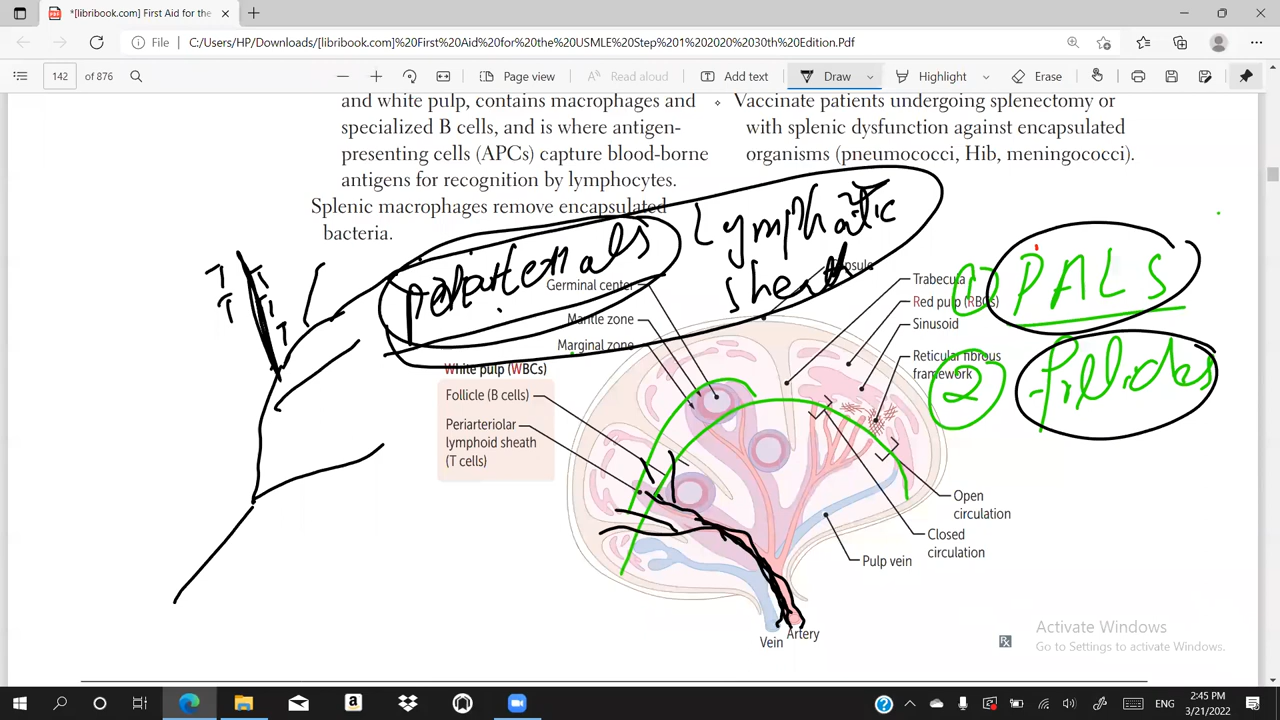 *[libribook.com] First Aid for the
File C:/Users/HP/Downloads/[libribook.com]%20First%20Aid%20for%20the%20USMLE%20Step%201%202020%2030th%20Edition.Pdf
142 of 876
Page view
Read aloud
Add text
Draw
Highlight
Erase
and white pulp, contains macrophages and
specialized B cells, and is where antigen-
presenting cells (APCs) capture blood-borne
antigens for recognition by lymphocytes.
Splenic macrophages remove encapsulated
bacteria.
Vaccinate patients undergoing splenectomy or
with splenic dysfunction against encapsulated
organisms (pneumococci, Hib, meningococci).
Lymphatic
sheath
1) PALS
2
T T
T T
T
Capsule
Trabecula
Red pulp (RBCs)
Sinusoid
Reticular fibrous
framework
Germinal center
Mantle zone
Marginal zone
White pulp (WBCs)
Follicle (B cells)
Periarteriolar
lymphoid sheath
(T cells)
Open
circulation
Closed
circulation
Pulp vein
Vein
Artery
Rx
Activate Windows
Go to Settings to activate Windows.
ENG
2:45 PM
3/21/2022